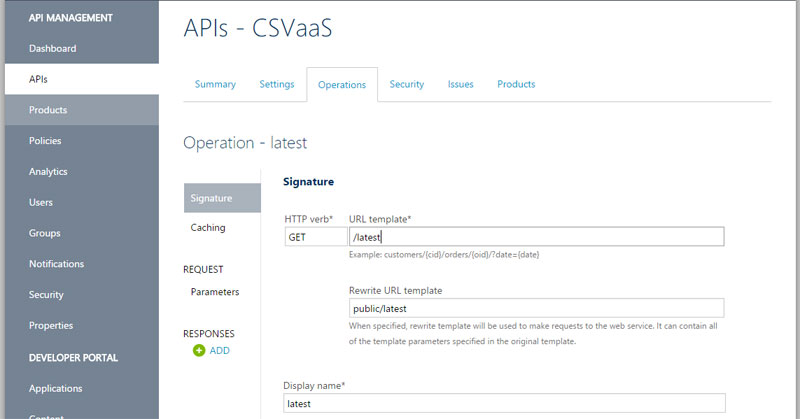 API MANAGEMENT
Dashboard
APIs
Products
Policies
Analytics
Users
Groups
Notifications
Security
Properties
DEVELOPER PORTAL
Applications
Content
APIs - CSVaaS
Summary
Settings
Operations
Security
Issues
Products
Operation - latest
Signature
Caching
REQUEST
Parameters
RESPONSES
ADD
Signature
HTTP verb*
URL template*
GET
/latest
Example: customers/{cid}/orders/{oid}/?date={date}
Rewrite URL template
public/latest
When specified, rewrite template will be used to make requests to the web service. It can contain all
of the template parameters specified in the original template.
Display name*
latest